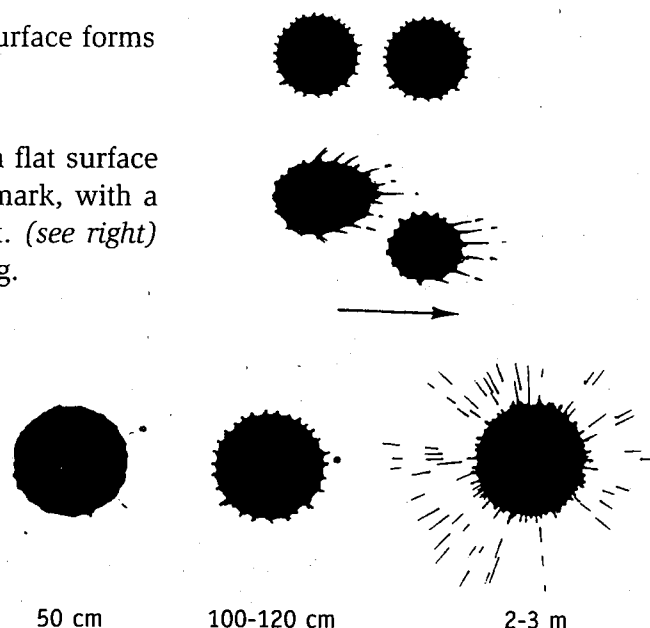 urface forms
flat surface
mark, with a
. (see right)
g.
50 cm
100-120 cm
2-3 m